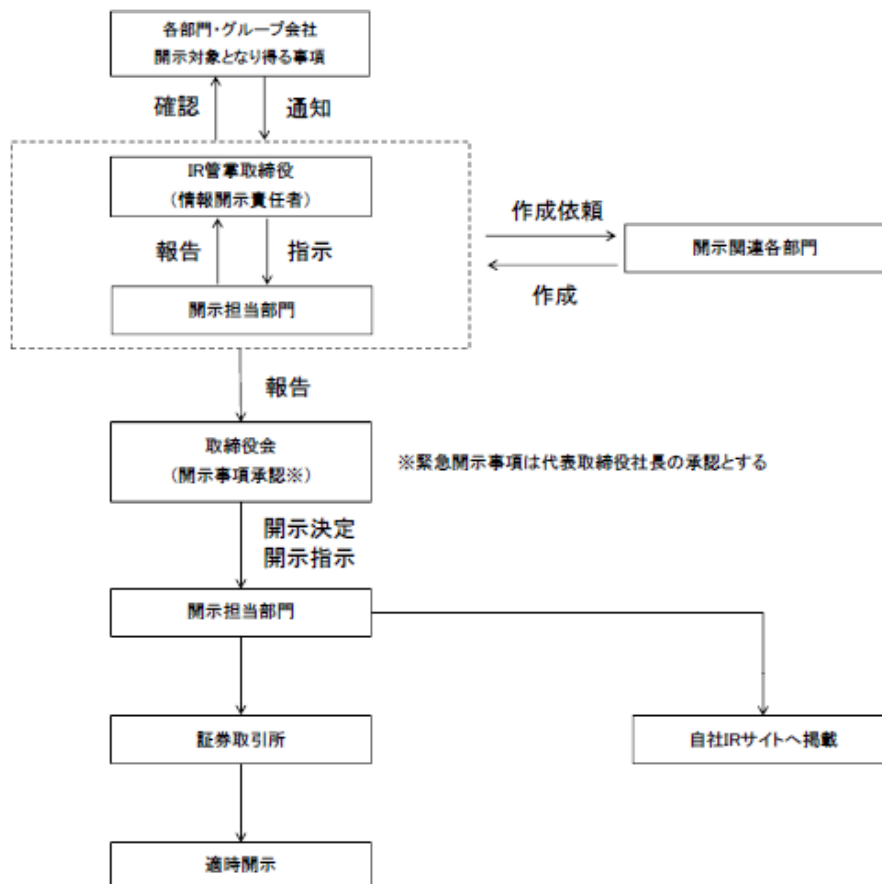 各部門・グループ会社
開示対象となり得る事項
確認
通知
IR管掌取締役
(情報開示責任者)
報告
指示
開示担当部門
作成依頼
開示関連各部門
作成
報告
取締役会
(開示事項承認※)
※緊急開示事項は代表取締役社長の承認とする
開示決定
開示指示
開示担当部門
証券取引所
自社IRサイトへ掲載
適時開示